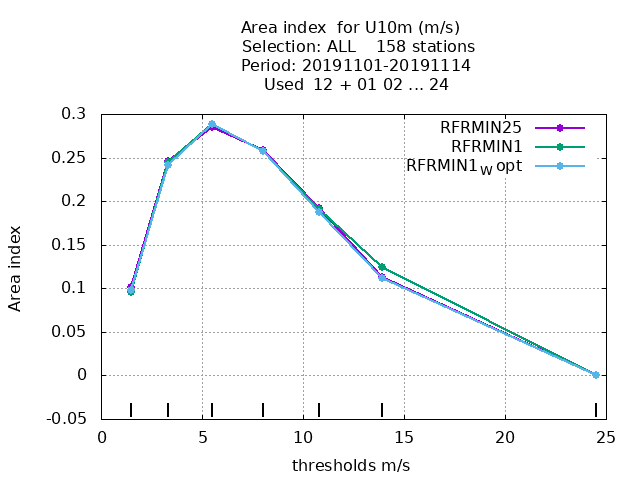 Area index  for U10m (m/s)
Selection: ALL    158 stations
Period: 20191101-20191114
Used  12 + 01 02 ... 24
RFRMIN25
RFRMIN1
RFRMIN1W opt
Area index
0.3
0.25
0.2
0.15
0.1
0.05
0
-0.05
0 5 10 15 20 25
thresholds m/s